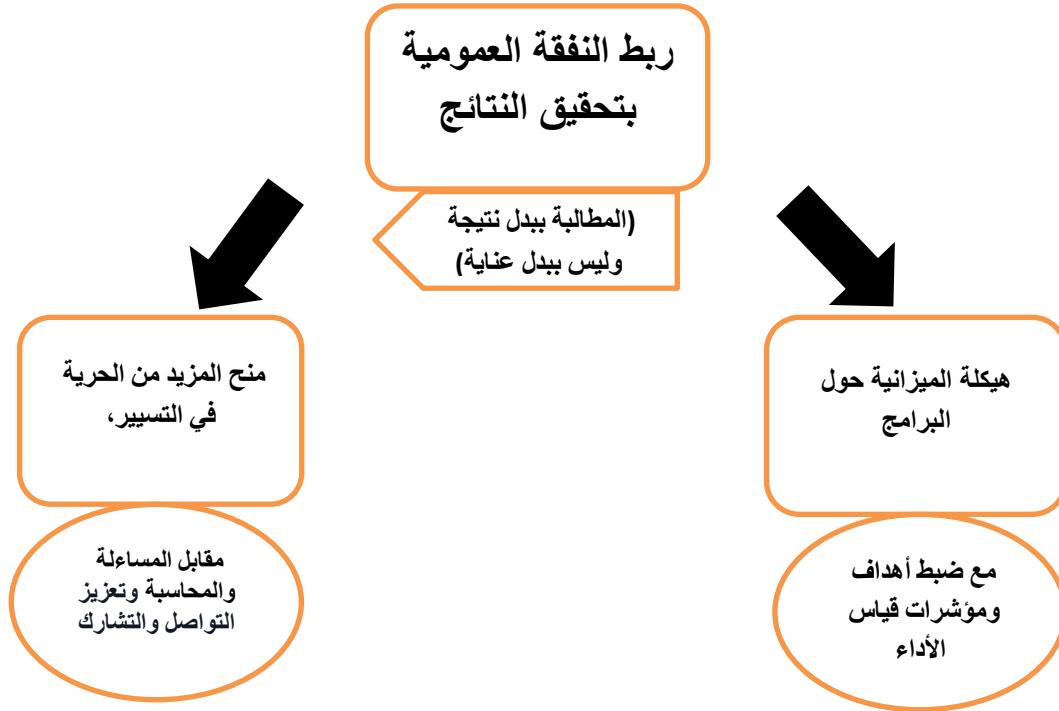 ربط النفقة العمومية
بتحقيق النتائج
(المطالبة ببدل نتيجة
وليس ببدل عناية)
هيكلة الميزانية حول
البرامج
مع ضبط أهداف
ومؤشرات قياس
الأداء
منح المزيد من الحرية
في التسيير،
مقابل المساءلة
والمحاسبة وتعزيز
التواصل والتشارك